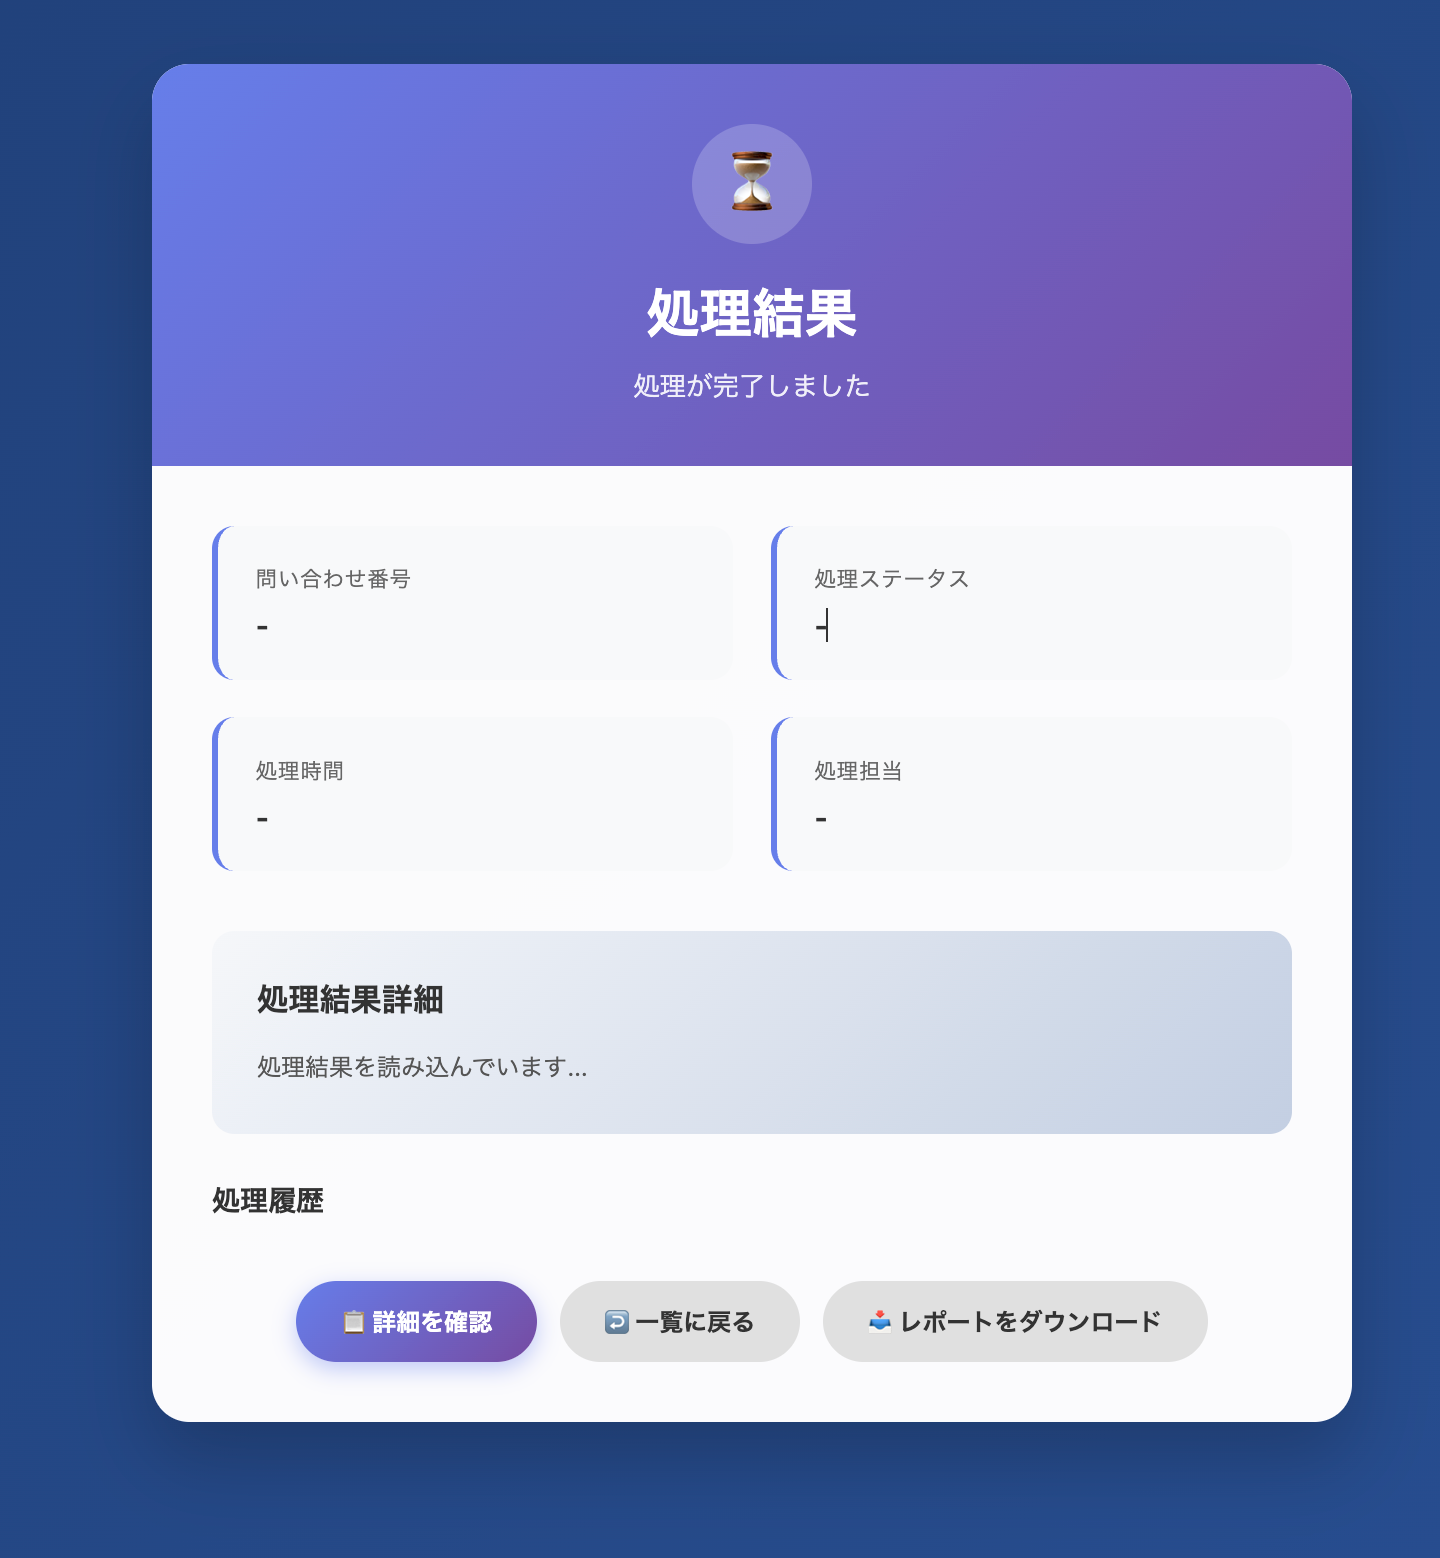 処理結果
処理が完了しました
問い合わせ番号
-
処理ステータス
-
処理時間
-
処理担当
-
処理結果詳細
処理結果を読み込んでいます...
処理履歴
詳細を確認
一覧に戻る
レポートをダウンロード